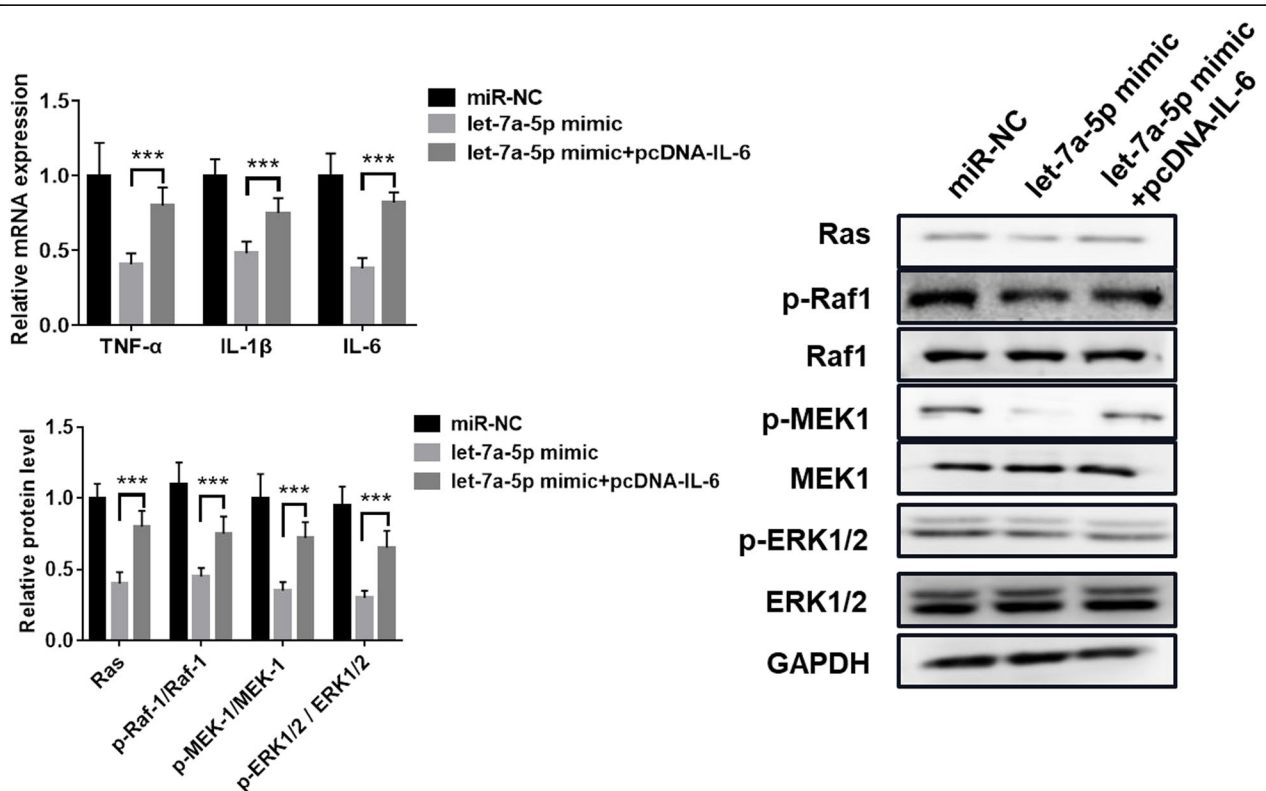 Relative mRNA expression
1.5
1.0
0.5
0.0
*** *** ***
TNF-α IL-1β IL-6
miR-NC
let-7a-5p mimic
let-7a-5p mimic+pcDNA-IL-6
Relative protein level
1.5
1.0
0.5
0.0
*** *** *** ***
Ras
p-Raf-1/Raf-1
p-MEK-1/MEK-1
p-ERK1/2 / ERK1/2
miR-NC
let-7a-5p mimic
let-7a-5p mimic+pcDNA-IL-6
miR-NC
let-7a-5p mimic
let-7a-5p mimic
+pcDNA-IL-6
Ras
p-Raf1
Raf1
p-MEK1
MEK1
p-ERK1/2
ERK1/2
GAPDH